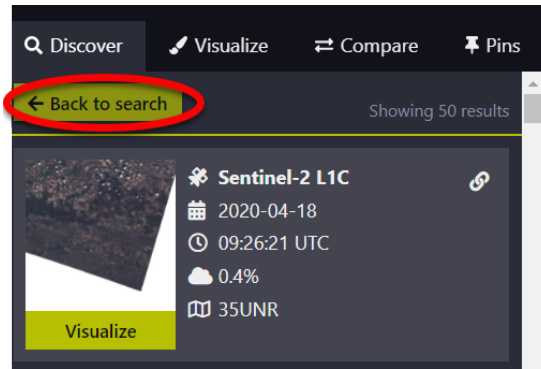 Discover Visualize Compare Pins
Back to search Showing 50 results
Sentinel-2 L1C
2020-04-18
09:26:21 UTC
0.4%
35UNR
Visualize